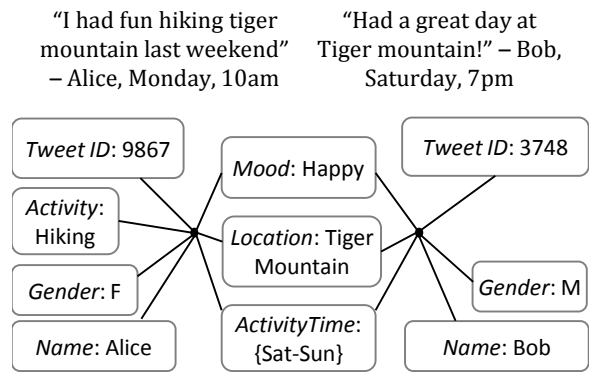 “I had fun hiking tiger
mountain last weekend”
– Alice, Monday, 10am
“Had a great day at
Tiger mountain!” – Bob,
Saturday, 7pm
Tweet ID: 9867
Mood: Happy
Tweet ID: 3748
Activity:
Hiking
Location: Tiger
Mountain
Gender: F
Gender: M
Name: Alice
ActivityTime:
{Sat-Sun}
Name: Bob